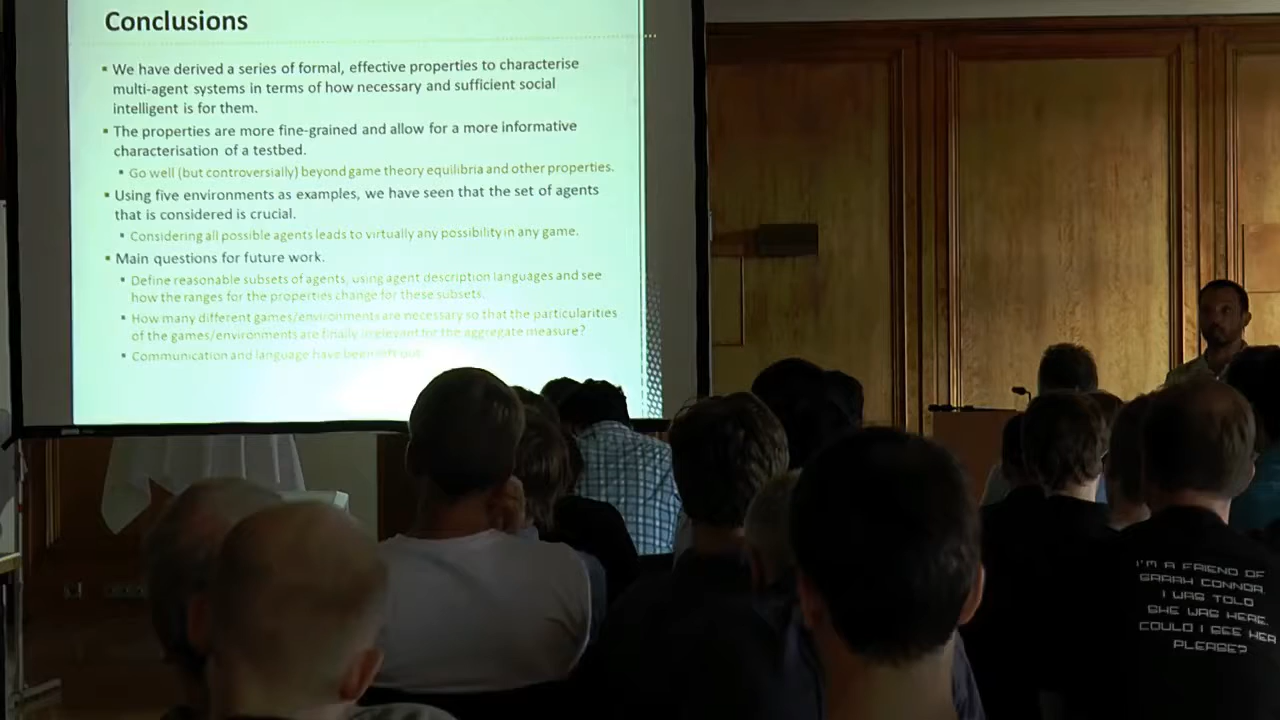 Conclusions
We have derived a series of formal, effective properties to characterise
multi-agent systems in terms of how necessary and sufficient social
intelligent is for them.
The properties are more fine-grained and allow for a more informative
characterisation of a testbed.
Go well (but controversially) beyond game theory equilibria and other properties.
Using five environments as examples, we have seen that the set of agents
that is considered is crucial.
Considering all possible agents leads to virtually any possibility in any game.
Main questions for future work.
Define reasonable subsets of agents, using agent description languages and see
how the ranges for the properties change for these subsets.
How many different games/environments are necessary so that the particularities
of the games/environments are finally irrelevant for the aggregate measure?
Communication and language have been left out.
I'M A FRIEND OF
SARAH CONNOR.
I WAS TOLD
SHE WAS HERE.
COULD I SEE HER
PLEASE?